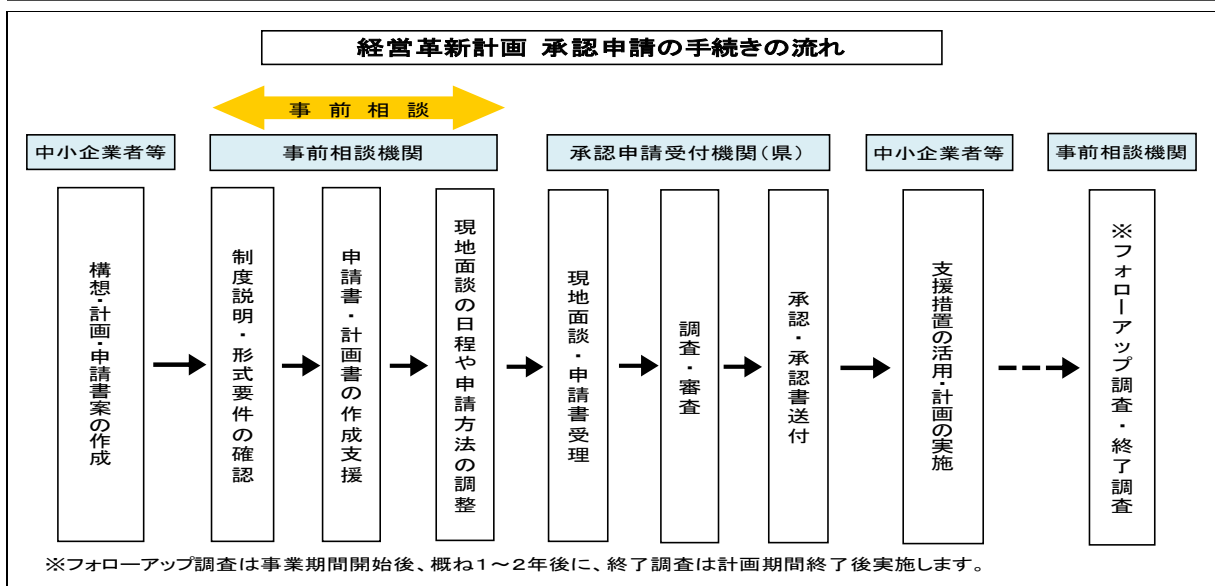 経営革新計画 承認申請の手続きの流れ
事前相談
中小企業者等
事前相談機関
承認申請受付機関(県)
中小企業者等
事前相談機関
構想・計画・申請書案の作成
制度説明・形式要件の確認
申請書・計画書の作成支援
現地面談の日程や申請方法の調整
現地面談・申請書受理
調査・審査
承認・承認書送付
支援措置の活用・計画の実施
※フォローアップ調査・終了調査
※フォローアップ調査は事業期間開始後、概ね1~2年後に、終了調査は計画期間終了後実施します。